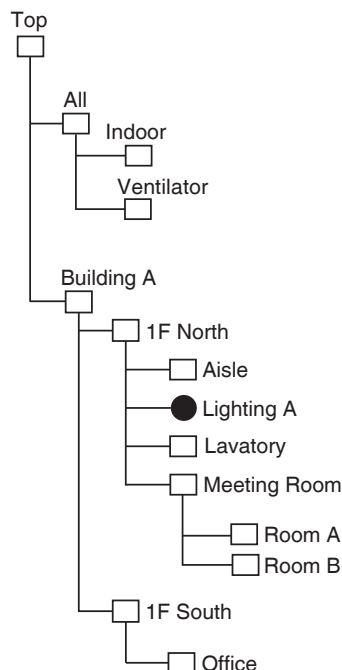 Top
All
Indoor
Ventilator
Building A
1F North
Aisle
Lighting A
Lavatory
Meeting Room
Room A
Room B
1F South
Office